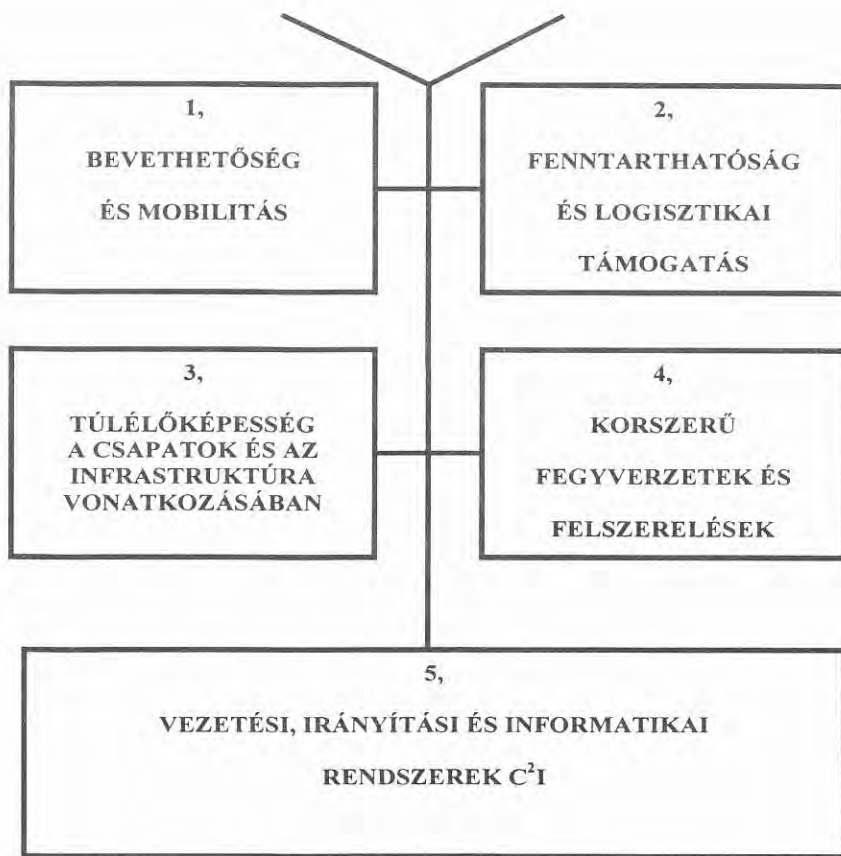 1,
BEVETHETŐSÉG
ÉS MOBILITÁS
2,
FENNTARTHATÓSÁG
ÉS LOGISZTIKAI
TÁMOGATÁS
3,
TÚLÉLŐKÉPESSÉG
A CSAPATOK ÉS AZ
INFRASTRUKTÚRA
VONATKOZÁSÁBAN
4,
KORSZERŰ
FEGYVERZETEK ÉS
FELSZERELÉSEK
5,
VEZETÉSI, IRÁNYÍTÁSI ÉS INFORMATIKAI
RENDSZEREK C²I